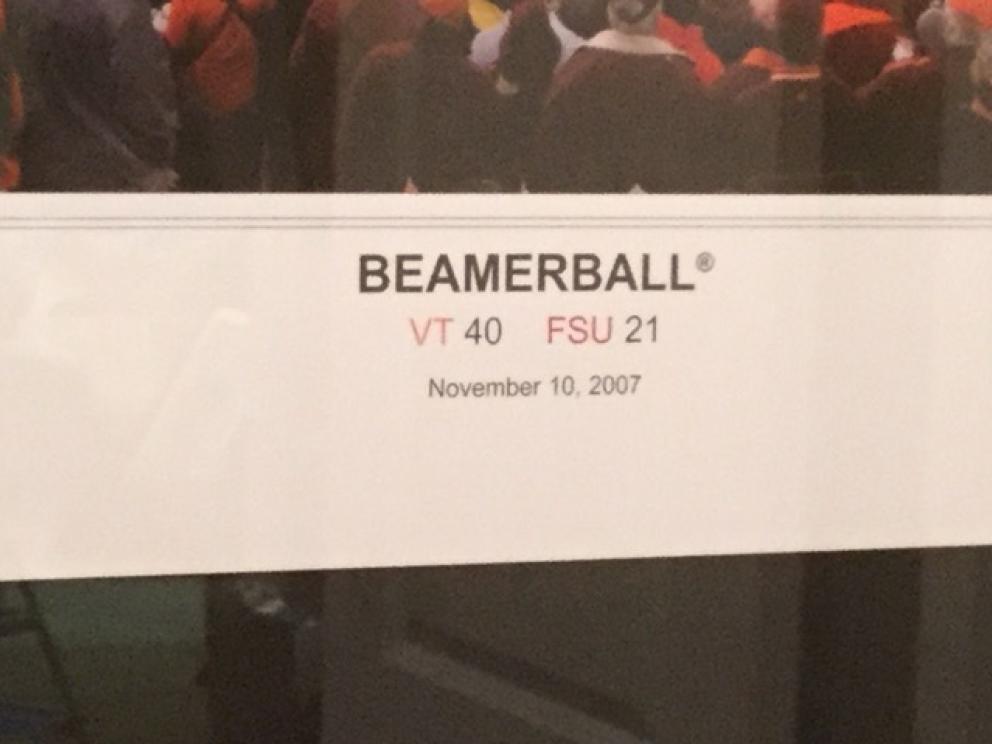 BEAMERBALL®
VT 40 FSU 21
November 10, 2007